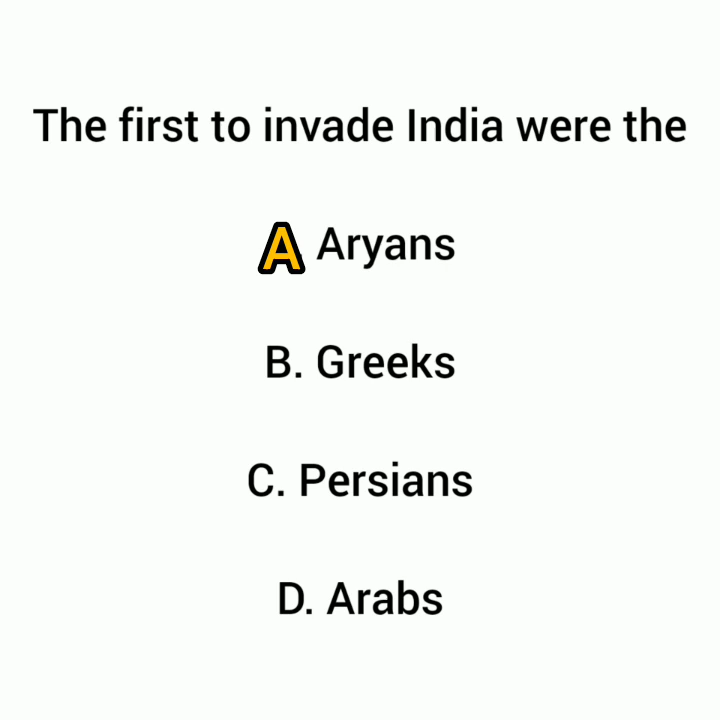 The first to invade India were the
A Aryans
B. Greeks
C. Persians
D. Arabs